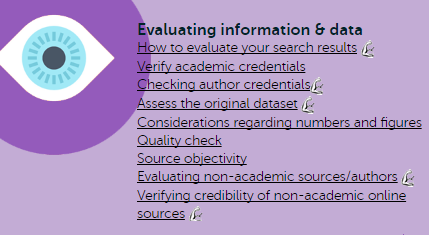 Evaluating information & data
How to evaluate your search results
Verify academic credentials
Checking author credentials
Assess the original dataset
Considerations regarding numbers and figures
Quality check
Source objectivity
Evaluating non-academic sources/authors
Verifying credibility of non-academic online
sources